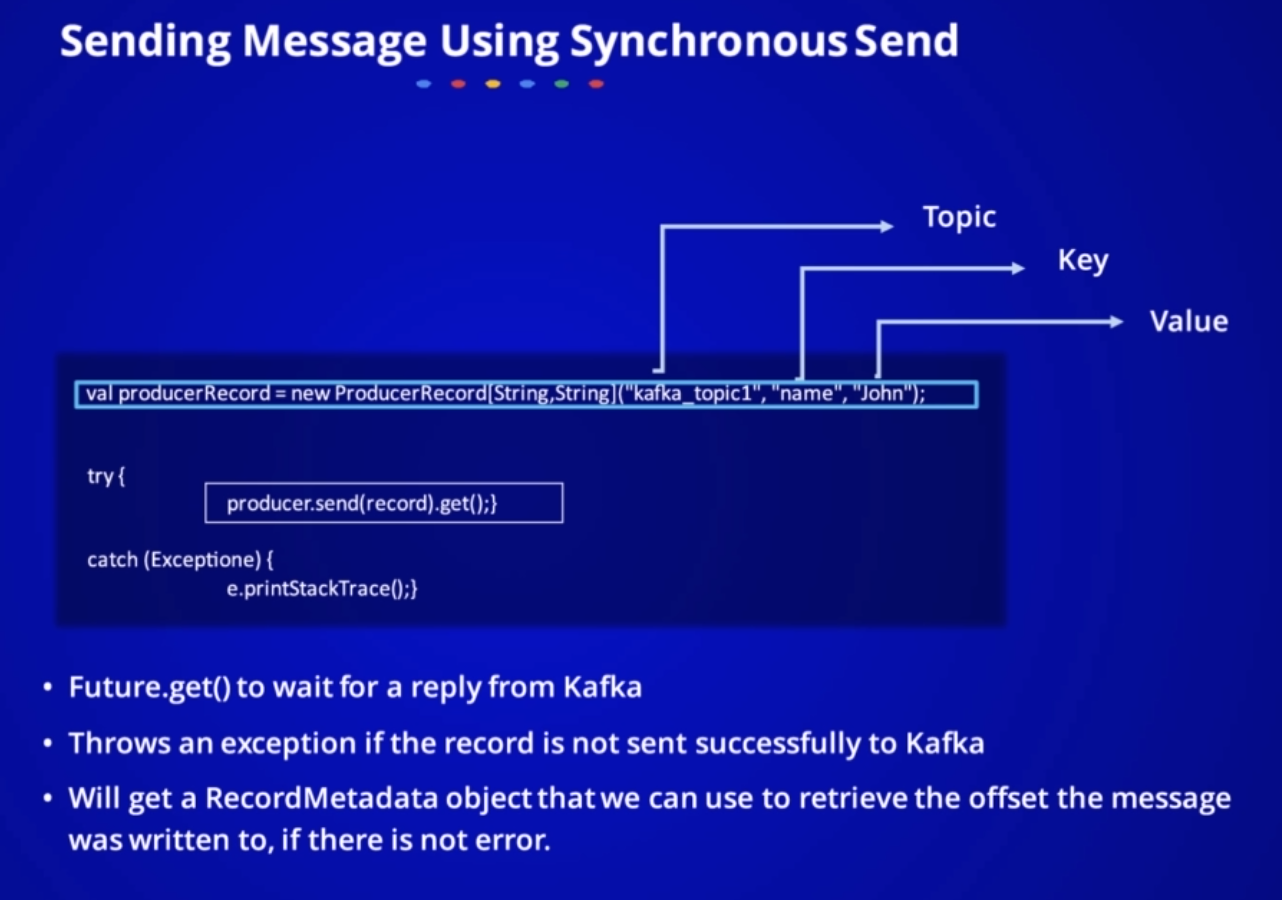 Sending Message Using Synchronous Send
Topic
Key
Value
val producerRecord = new ProducerRecord[String,String]("kafka_topic1", "name", "John");
try {
producer.send(record).get();}
catch (Exceptione) {
e.printStackTrace();}
• Future.get() to wait for a reply from Kafka
• Throws an exception if the record is not sent successfully to Kafka
• Will get a RecordMetadata object that we can use to retrieve the offset the message
was written to, if there is not error.